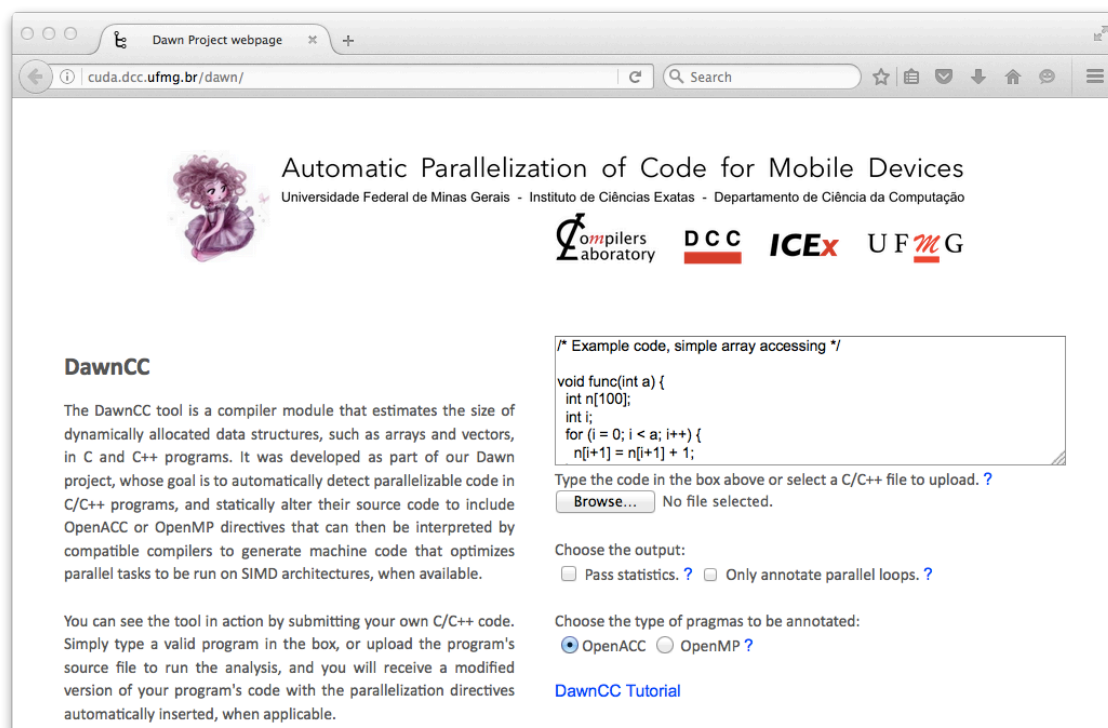 Dawn Project webpage
cuda.dcc.ufmg.br/dawn/
Search
Automatic Parallelization of Code for Mobile Devices
Universidade Federal de Minas Gerais - Instituto de Ciências Exatas - Departamento de Ciência da Computação
Compilers
Laboratory
DCC
ICEx
UFMG
DawnCC
The DawnCC tool is a compiler module that estimates the size of
dynamically allocated data structures, such as arrays and vectors,
in C and C++ programs. It was developed as part of our Dawn
project, whose goal is to automatically detect parallelizable code in
C/C++ programs, and statically alter their source code to include
OpenACC or OpenMP directives that can then be interpreted by
compatible compilers to generate machine code that optimizes
parallel tasks to be run on SIMD architectures, when available.
You can see the tool in action by submitting your own C/C++ code.
Simply type a valid program in the box, or upload the program's
source file to run the analysis, and you will receive a modified
version of your program's code with the parallelization directives
automatically inserted, when applicable.
/* Example code, simple array accessing */
void func(int a) {
int n[100];
int i;
for (i = 0; i < a; i++) {
n[i+1] = n[i+1] + 1;
Type the code in the box above or select a C/C++ file to upload. ?
Browse... No file selected.
Choose the output:
Pass statistics. ? Only annotate parallel loops. ?
Choose the type of pragmas to be annotated:
OpenACC OpenMP ?
DawnCC Tutorial